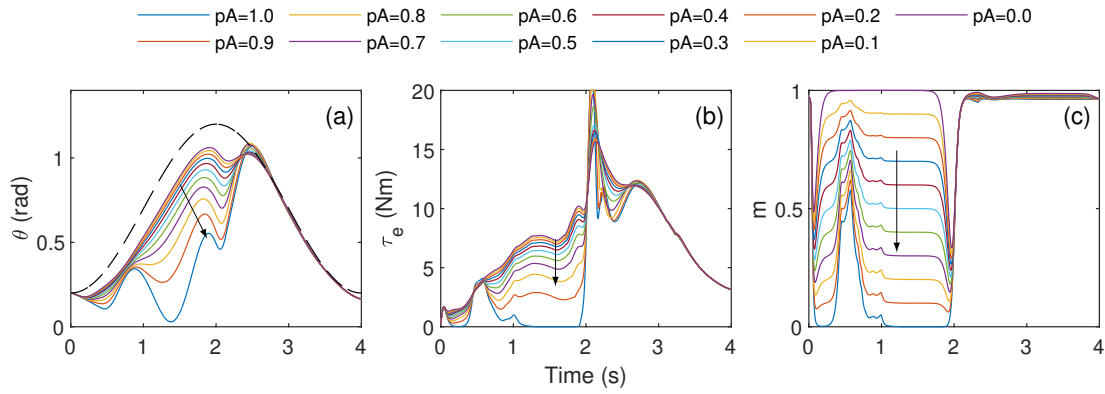 pA=1.0 pA=0.8 pA=0.6 pA=0.4 pA=0.2 pA=0.0
pA=0.9 pA=0.7 pA=0.5 pA=0.3 pA=0.1
(a) (b) (c)
θ (rad)
1
0.5
0
0 1 2 3 4
τe (Nm)
20
15
10
5
0
0 1 2 3 4
m
1
0.5
0
0 1 2 3 4
Time (s)